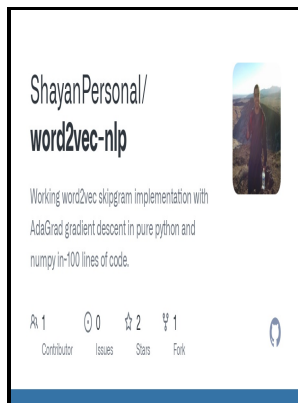 ShayanPersonal/
word2vec-nlp
Working word2vec skipgram implementation with
AdaGrad gradient descent in pure python and
numpy in ~100 lines of code.
1
Contributor
0
Issues
2
Stars
1
Fork